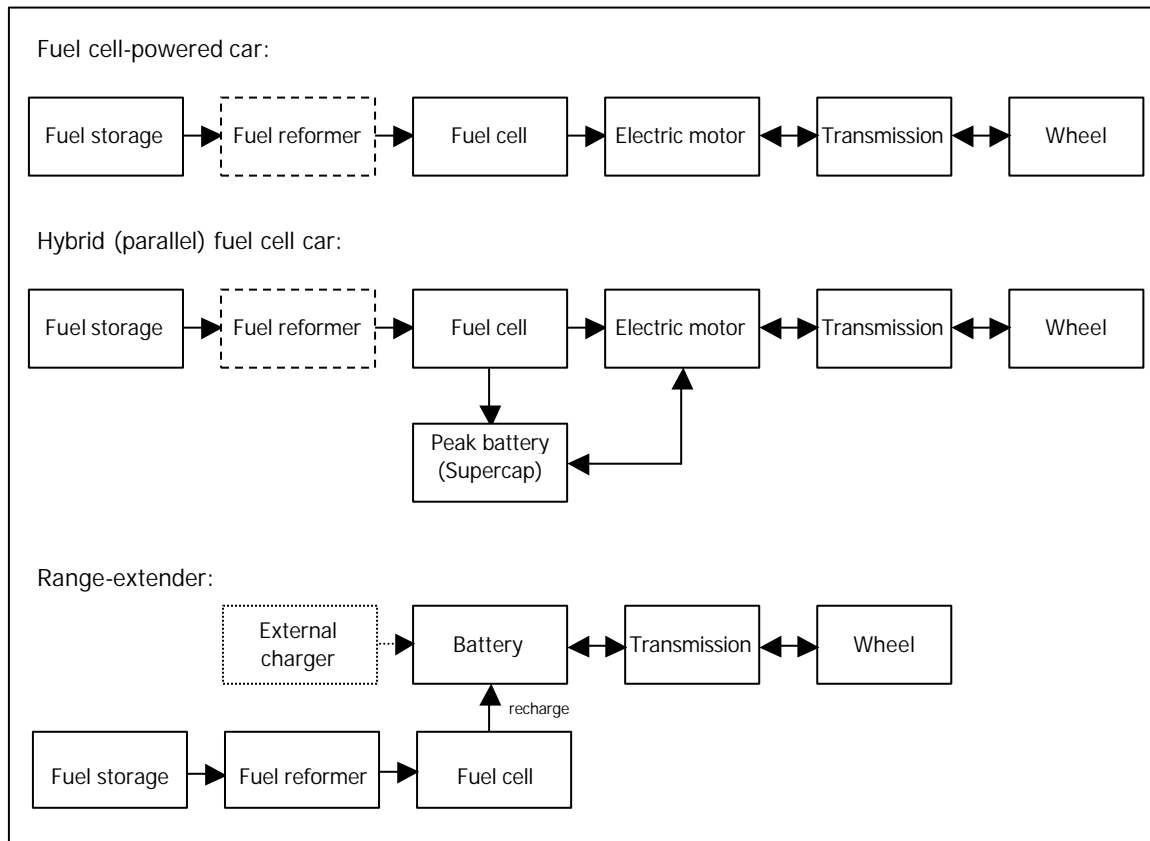 Fuel cell-powered car:
Fuel storage
Fuel reformer
Fuel cell
Electric motor
Transmission
Wheel
Hybrid (parallel) fuel cell car:
Fuel storage
Fuel reformer
Fuel cell
Electric motor
Transmission
Wheel
Peak battery
(Supercap)
Range-extender:
External
charger
Battery
Transmission
Wheel
recharge
Fuel storage
Fuel reformer
Fuel cell